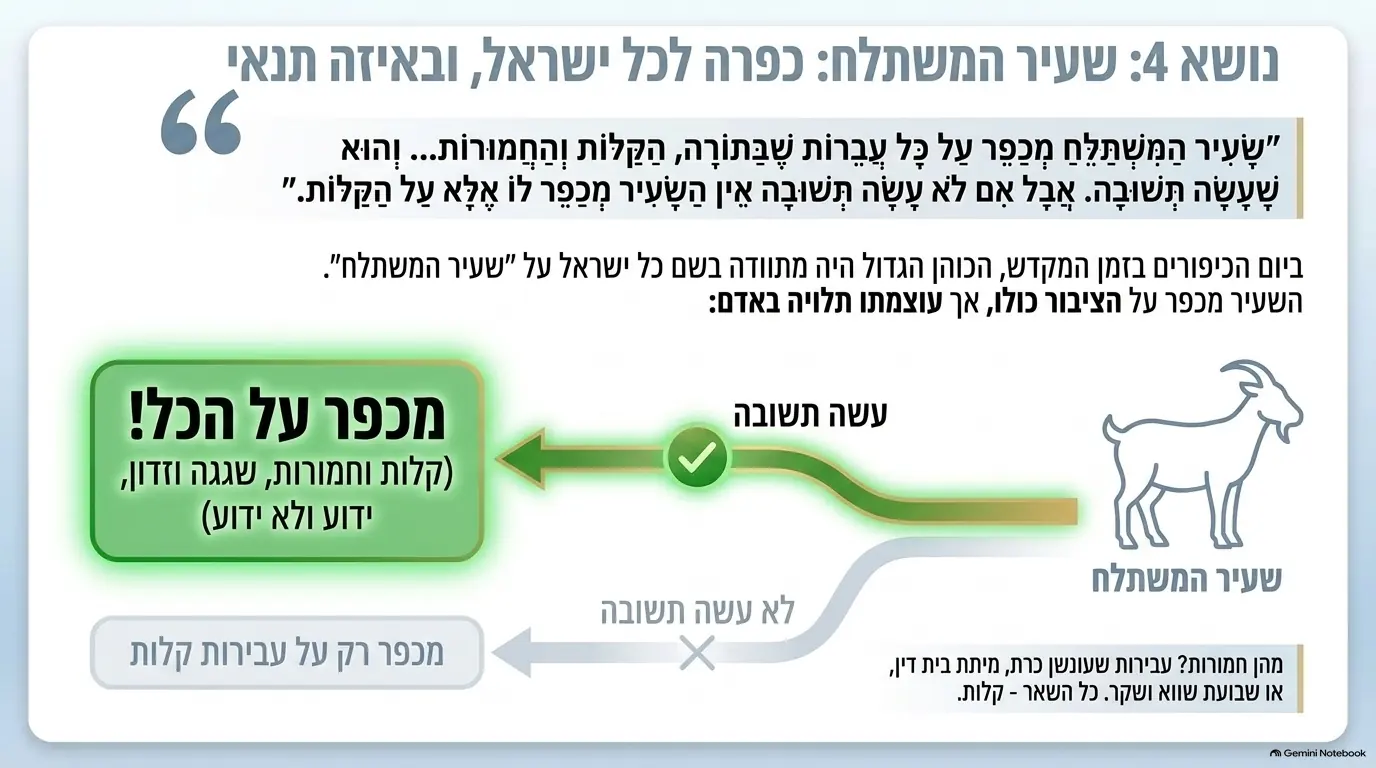 נושא 4: שעיר המשתלח: כפרה לכל ישראל, ובאיזה תנאי
"שָׂעִיר הַמִּשְׁתַּלֵּחַ מְכַפֵּר עַל כָּל עֲבֵרוֹת שֶׁבַּתּוֹרָה, הַקַּלּוֹת וְהַחֲמוּרוֹת... וְהוּא
שֶׁעָשָׂה תְּשׁוּבָה. אֲבָל אִם לֹא עָשָׂה תְּשׁוּבָה אֵין הַשָּׂעִיר מְכַפֵּר לוֹ אֶלָּא עַל הַקַּלּוֹת."
ביום הכיפורים בזמן המקדש, הכוהן הגדול היה מתוודה בשם כל ישראל על "שעיר המשתלח".
השעיר מכפר על הציבור כולו, אך עוצמתו תלויה באדם:
עשה תשובה
מכפר על הכל!
(קלות וחמורות, שגגה וזדון,
ידוע ולא ידוע)
שעיר המשתלח
לא עשה תשובה
מכפר רק על עבירות קלות
מהן חמורות? עבירות שעונשן כרת, מיתת בית דין,
או שבועת שווא ושקר. כל השאר - קלות.
Gemini Notebook